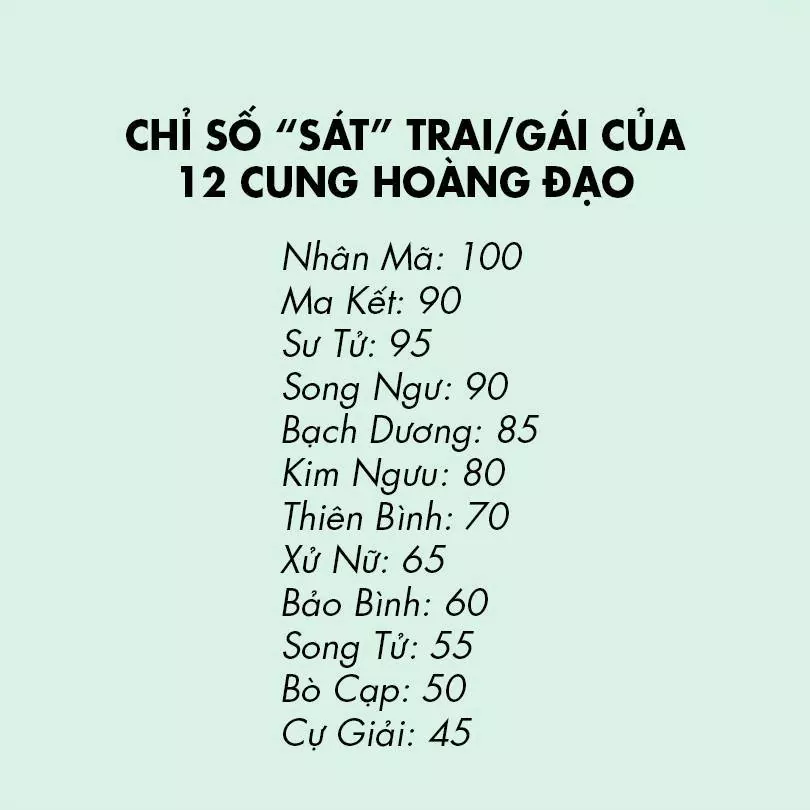 CHỈ SỐ “SÁT” TRAI/GÁI CỦA
12 CUNG HOÀNG ĐẠO
Nhân Mã: 100
Ma Kết: 90
Sư Tử: 95
Song Ngư: 90
Bạch Dương: 85
Kim Ngưu: 80
Thiên Bình: 70
Xử Nữ: 65
Bảo Bình: 60
Song Tử: 55
Bò Cạp: 50
Cự Giải: 45